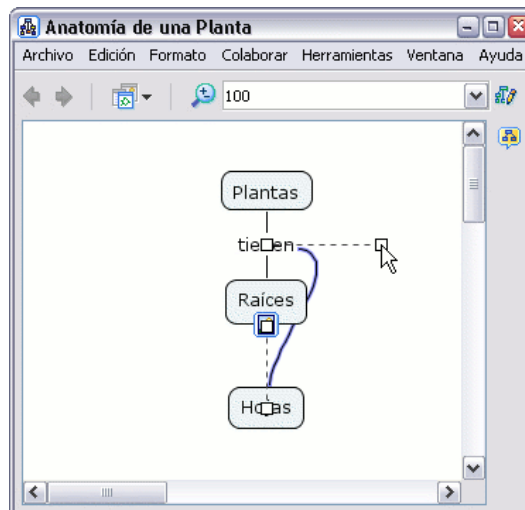 Anatomía de una Planta
Archivo Edición Formato Colaborar Herramientas Ventana Ayuda
100
Plantas
tienen
Raíces
Hojas